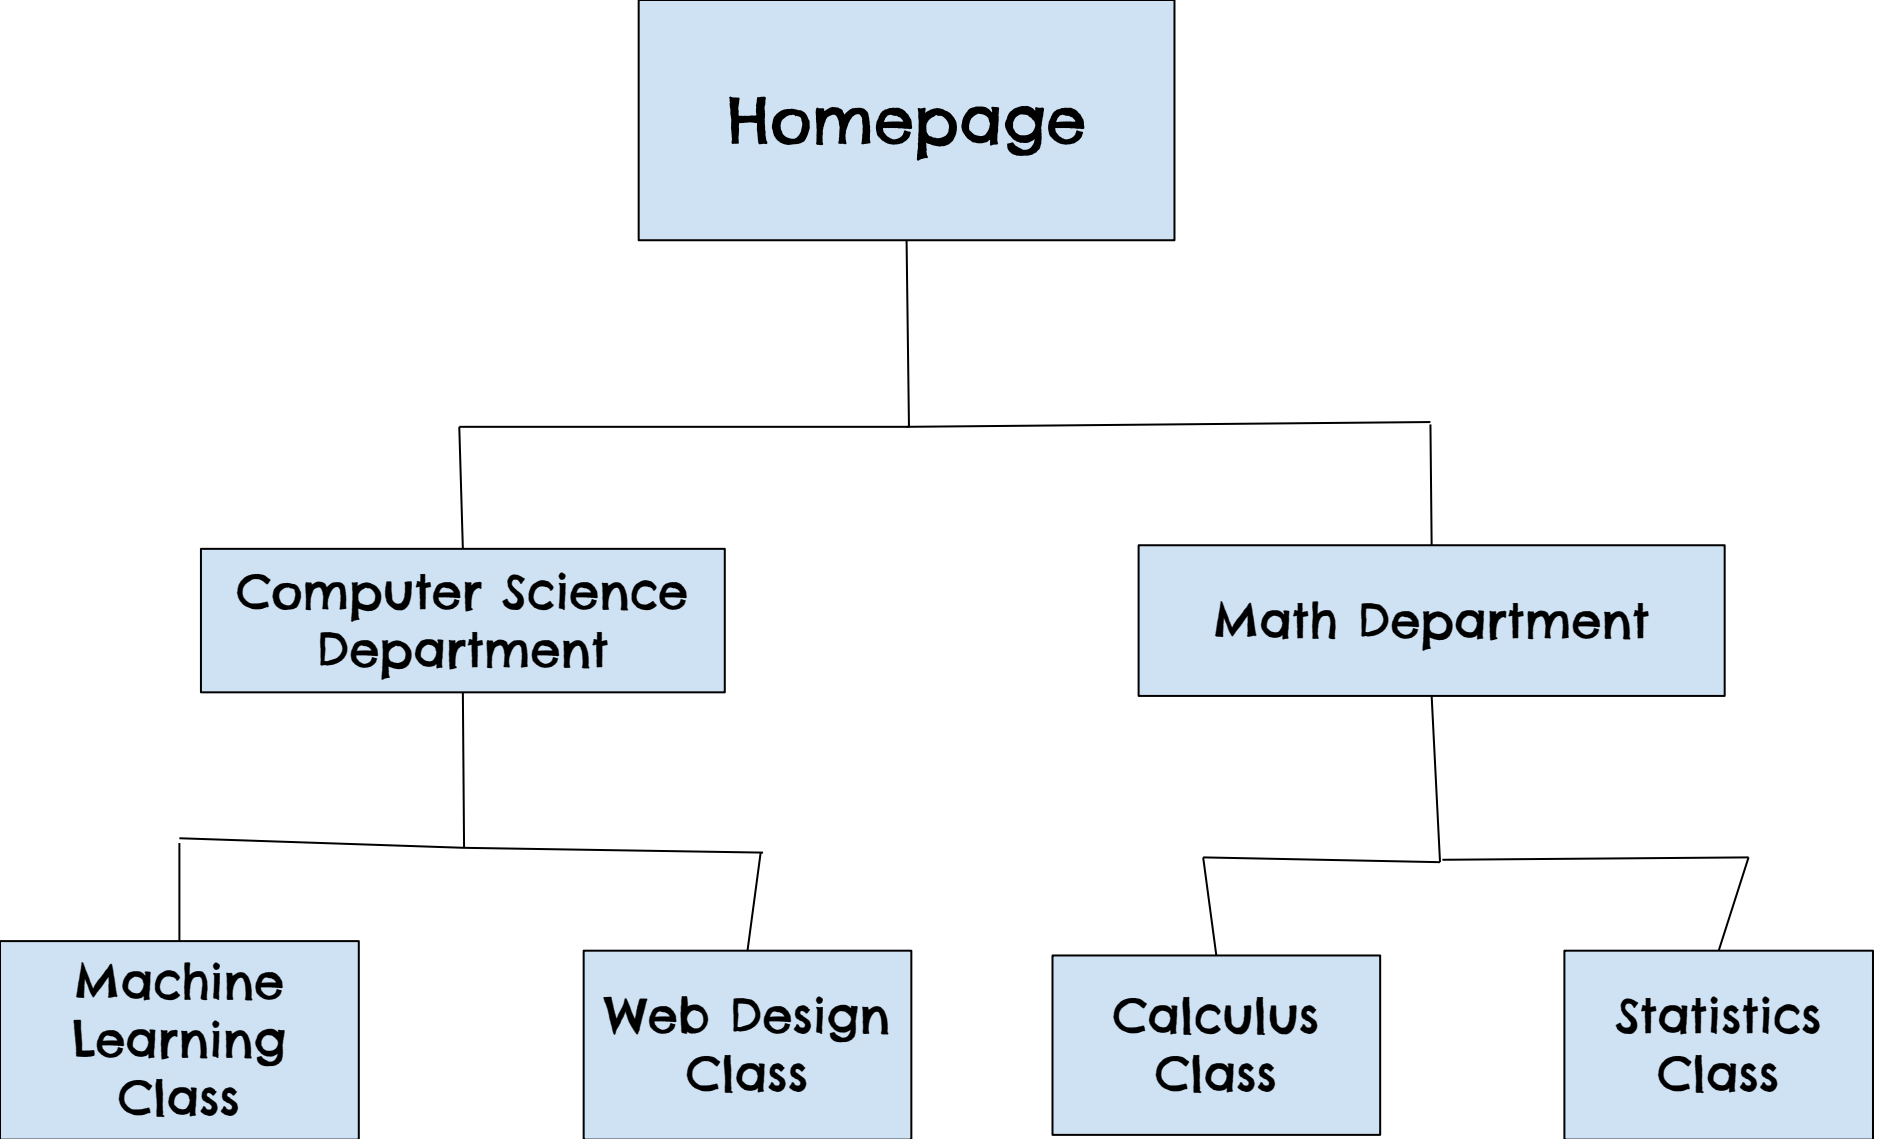 Homepage
Computer Science
Department
Math Department
Machine
Learning
Class
Web Design
Class
Calculus
Class
Statistics
Class